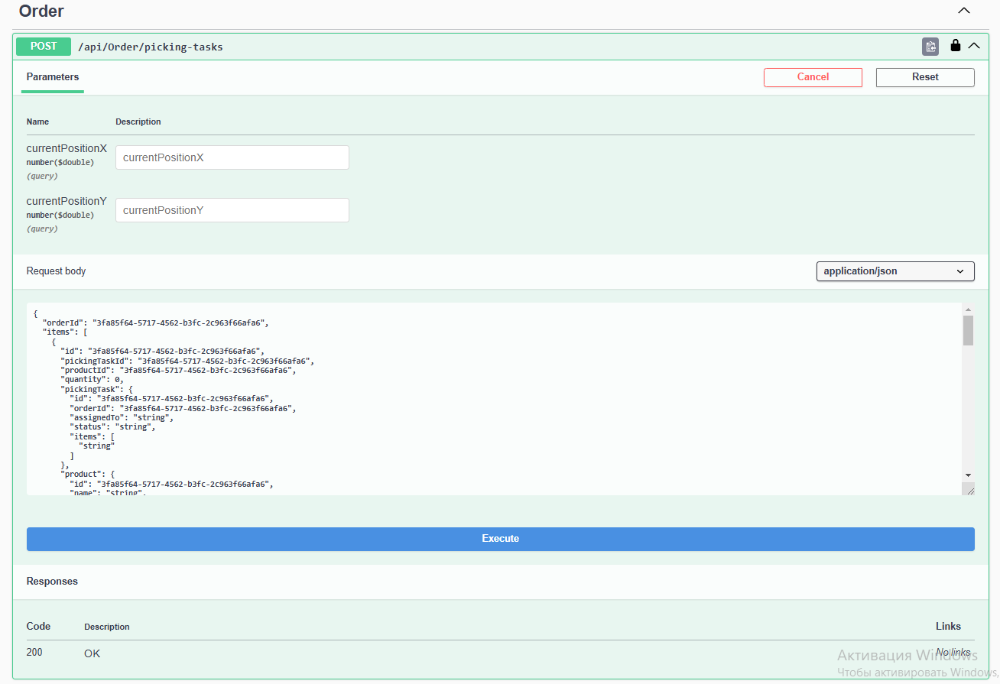 Order
POST /api/Order/picking-tasks
Parameters
Cancel
Reset
Name Description
currentPositionX
number($double)
(query)
currentPositionX
currentPositionY
number($double)
(query)
currentPositionY
Request body
application/json
{
"orderId": "3fa85f64-5717-4562-b3fc-2c963f66afa6",
"items": [
{
"id": "3fa85f64-5717-4562-b3fc-2c963f66afa6",
"pickingTaskId": "3fa85f64-5717-4562-b3fc-2c963f66afa6",
"productId": "3fa85f64-5717-4562-b3fc-2c963f66afa6",
"quantity": 0,
"pickingTask": {
"id": "3fa85f64-5717-4562-b3fc-2c963f66afa6",
"orderId": "3fa85f64-5717-4562-b3fc-2c963f66afa6",
"assignedTo": "string",
"status": "string",
"items": [
"string"
]
},
"product": {
"id": "3fa85f64-5717-4562-b3fc-2c963f66afa6",
"name": "string",
Execute
Responses
Code Description Links
200 OK No links
Активация Windows
Чтобы активировать Windows,